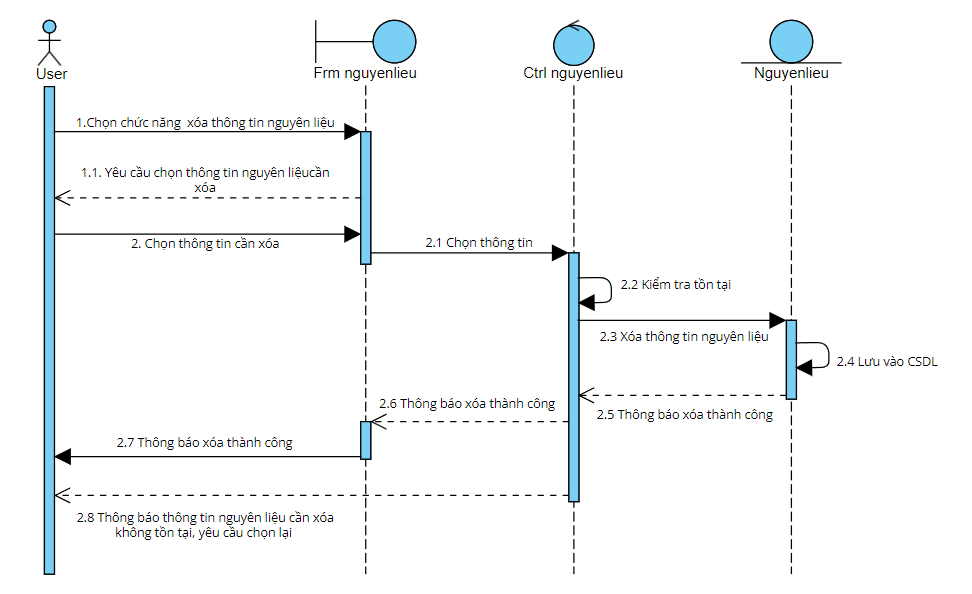 User
Frm nguyenlieu
Ctrl nguyenlieu
Nguyenlieu
1.Chọn chức năng xóa thông tin nguyên liệu
1.1. Yêu cầu chọn thông tin nguyên liệucần
xóa
2. Chọn thông tin cần xóa
2.1 Chọn thông tin
2.2 Kiểm tra tồn tại
2.3 Xóa thông tin nguyên liệu
2.4 Lưu vào CSDL
2.5 Thông báo xóa thành công
2.6 Thông báo xóa thành công
2.7 Thông báo xóa thành công
2.8 Thông báo thông tin nguyên liệu cần xóa
không tồn tại, yêu cầu chọn lại